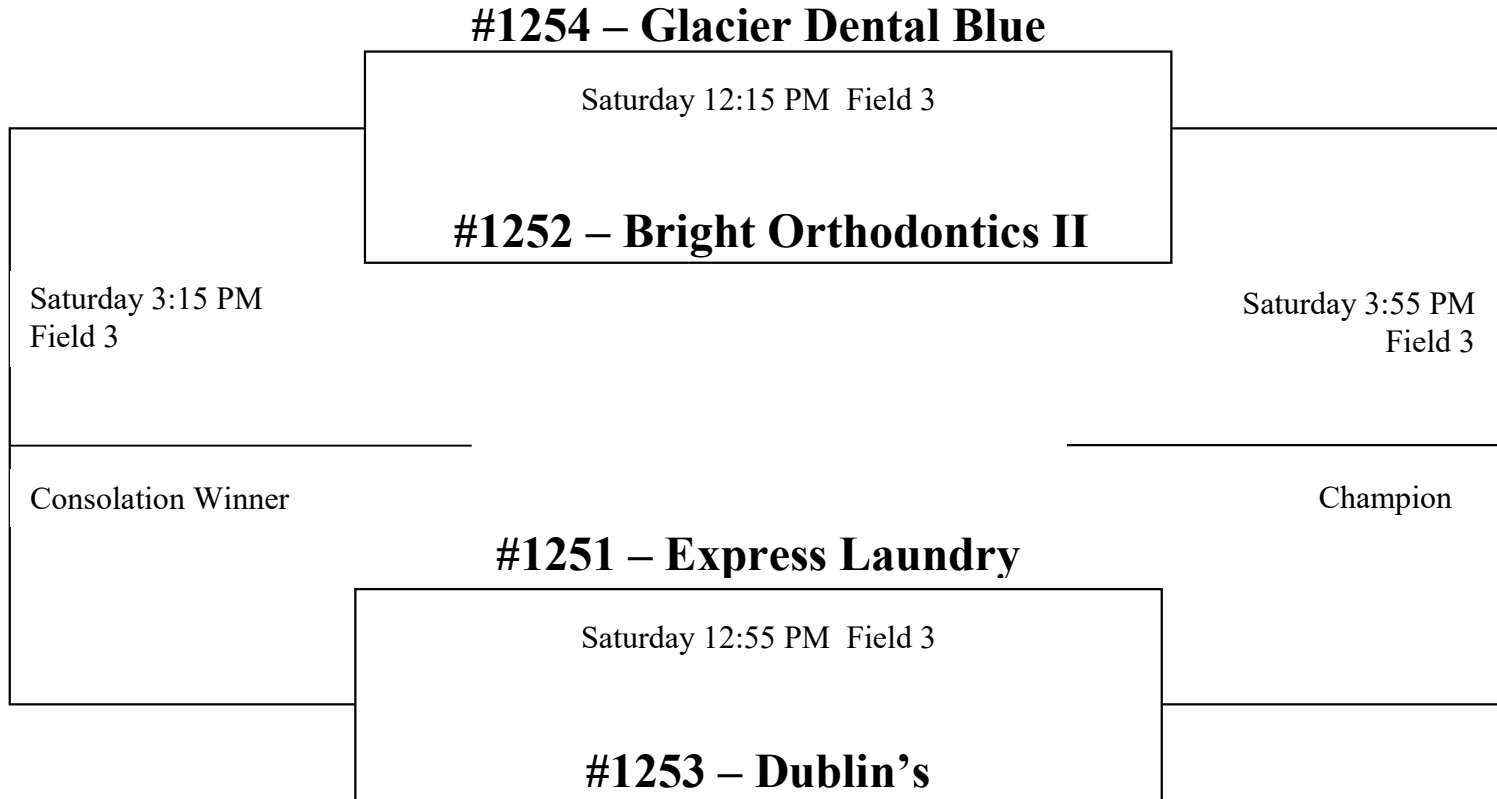 #1254 – Glacier Dental Blue
Saturday 12:15 PM Field 3
#1252 – Bright Orthodontics II
Saturday 3:15 PM
Field 3
Saturday 3:55 PM
Field 3
Consolation Winner
Champion
#1251 – Express Laundry
Saturday 12:55 PM Field 3
#1253 – Dublin’s